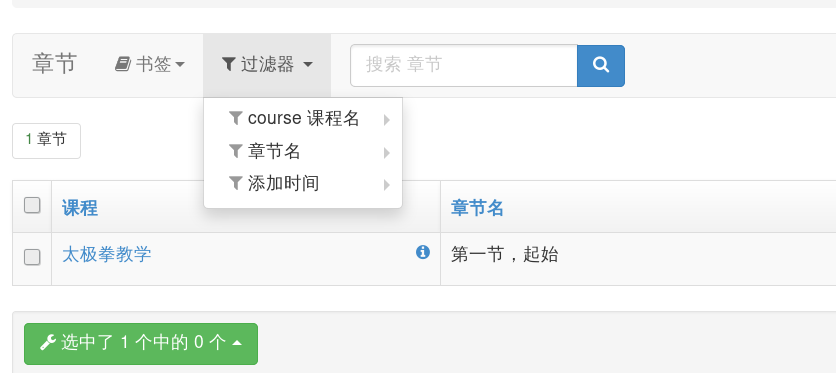 章节 书签 过滤器 搜索 章节
course 课程名
章节名
添加时间
1 章节
课程 章节名
太极拳教学 第一节，起始
选中了 1 个中的 0 个